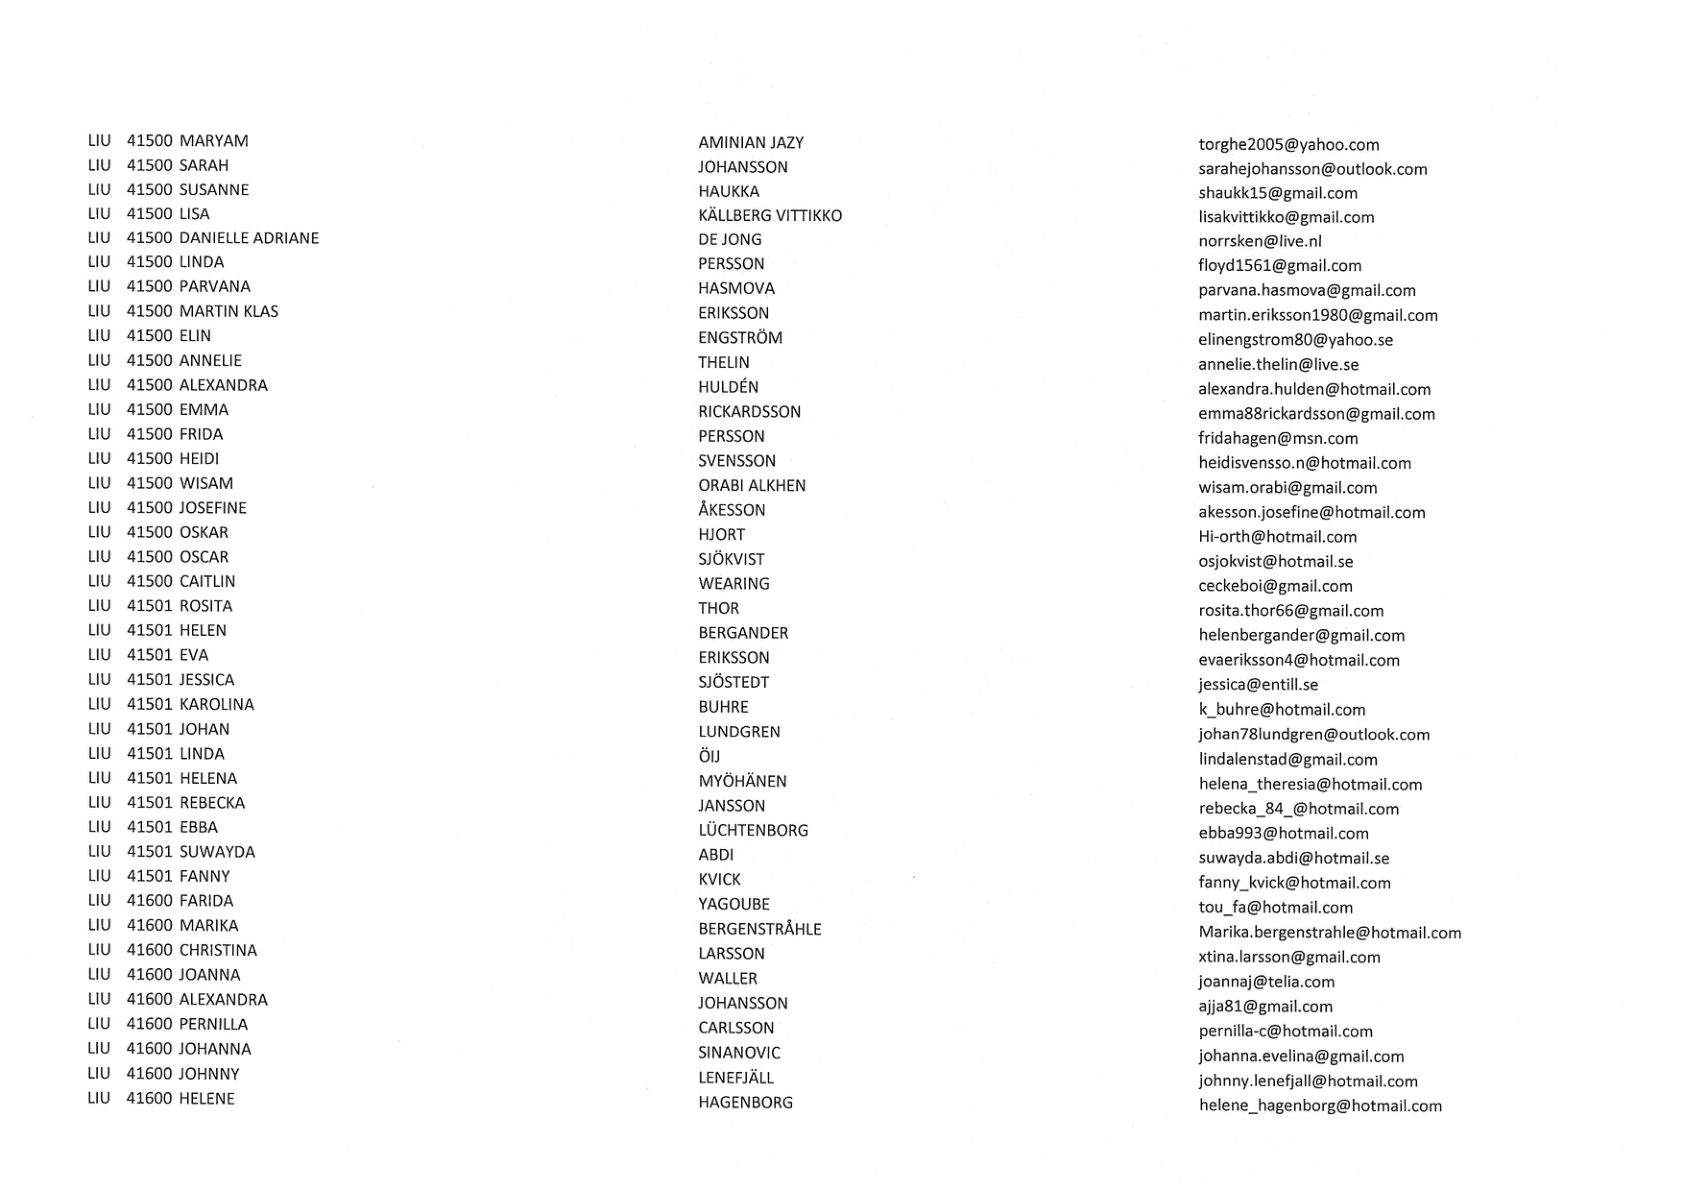 LIU 41500 MARYAM AMINIAN JAZY torghe2005@yahoo.com
LIU 41500 SARAH JOHANSSON sarahejohansson@outlook.com
LIU 41500 SUSANNE HAUKKA shaukk15@gmail.com
LIU 41500 LISA KÄLLBERG VITTIKKO lisakvittikko@gmail.com
LIU 41500 DANIELLE ADRIANE DE JONG norrsken@live.nl
LIU 41500 LINDA PERSSON floyd1561@gmail.com
LIU 41500 PARVANA HASMOVA parvana.hasmova@gmail.com
LIU 41500 MARTIN KLAS ERIKSSON martin.eriksson1980@gmail.com
LIU 41500 ELIN ENGSTRÖM elinengstrom80@yahoo.se
LIU 41500 ANNELIE THELIN annelie.thelin@live.se
LIU 41500 ALEXANDRA HULDÉN alexandra.hulden@hotmail.com
LIU 41500 EMMA RICKARDSSON emma88rickardsson@gmail.com
LIU 41500 FRIDA PERSSON fridahagen@msn.com
LIU 41500 HEIDI SVENSSON heidisvensso.n@hotmail.com
LIU 41500 WISAM ORABI ALKHEN wisam.orabi@gmail.com
LIU 41500 JOSEFINE ÅKESSON akesson.josefine@hotmail.com
LIU 41500 OSKAR HJORT Hi-orth@hotmail.com
LIU 41500 OSCAR SJÖKVIST osjokvist@hotmail.se
LIU 41500 CAITLIN WEARING ceckeboi@gmail.com
LIU 41501 ROSITA THOR rosita.thor66@gmail.com
LIU 41501 HELEN BERGANDER helenbergander@gmail.com
LIU 41501 EVA ERIKSSON evaeriksson4@hotmail.com
LIU 41501 JESSICA SJÖSTEDT jessica@entill.se
LIU 41501 KAROLINA BUHRE k_buhre@hotmail.com
LIU 41501 JOHAN LUNDGREN johan78lundgren@outlook.com
LIU 41501 LINDA ÖIJ lindalenstad@gmail.com
LIU 41501 HELENA MYÖHÄNEN helena_theresia@hotmail.com
LIU 41501 REBECKA JANSSON rebecka_84_@hotmail.com
LIU 41501 EBBA LÜCHTENBORG ebba993@hotmail.com
LIU 41501 SUWAYDA ABDI suwayda.abdi@hotmail.se
LIU 41501 FANNY KVICK fanny_kvick@hotmail.com
LIU 41600 FARIDA YAGOUBE tou_fa@hotmail.com
LIU 41600 MARIKA BERGENSTRÅHLE Marika.bergenstrahle@hotmail.com
LIU 41600 CHRISTINA LARSSON xtina.larsson@gmail.com
LIU 41600 JOANNA WALLER joannaj@telia.com
LIU 41600 ALEXANDRA JOHANSSON ajja81@gmail.com
LIU 41600 PERNILLA CARLSSON pernilla-c@hotmail.com
LIU 41600 JOHANNA SINANOVIC johanna.evelina@gmail.com
LIU 41600 JOHNNY LENEFJÄLL johnny.lenefjall@hotmail.com
LIU 41600 HELENE HAGENBORG helene_hagenborg@hotmail.com